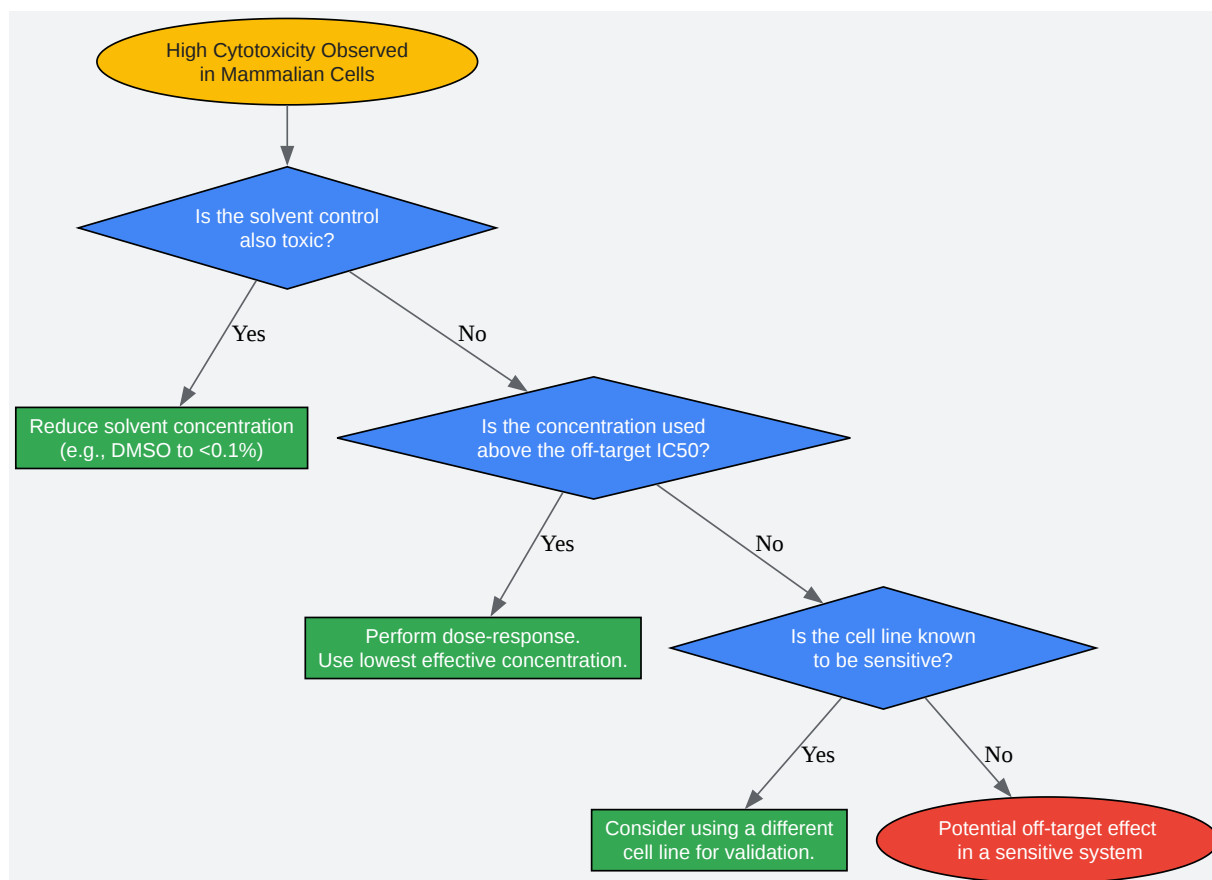 High Cytotoxicity Observed
in Mammalian Cells
Is the solvent control
also toxic?
Yes
No
Reduce solvent concentration
(e.g., DMSO to <0.1%)
Is the concentration used
above the off-target IC50?
Yes
No
Perform dose-response.
Use lowest effective concentration.
Is the cell line known
to be sensitive?
Yes
No
Consider using a different
cell line for validation.
Potential off-target effect
in a sensitive system